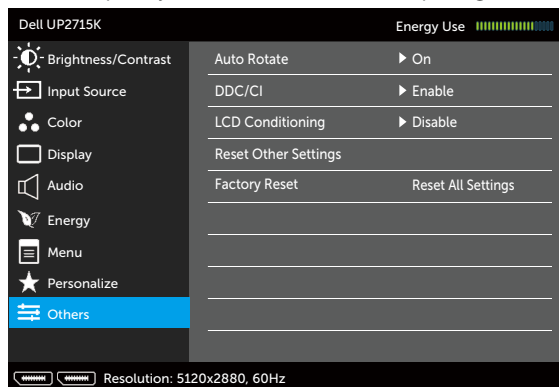 Dell UP2715K Energy Use
Brightness/Contrast Auto Rotate On
Input Source DDC/CI Enable
Color LCD Conditioning Disable
Display Reset Other Settings
Audio Factory Reset Reset All Settings
Energy
Menu
Personalize
Others
Resolution: 5120x2880, 60Hz